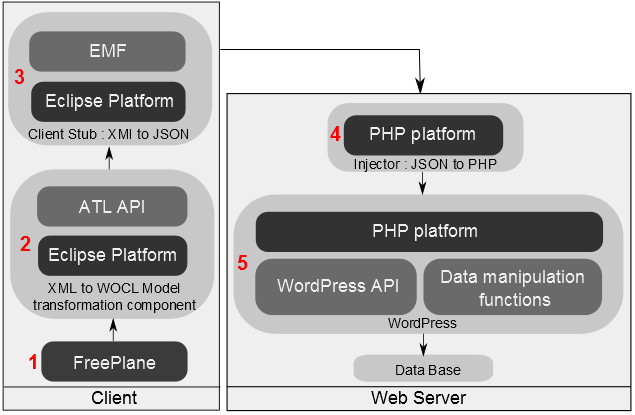 EMF
3
Eclipse Platform
Client Stub : XMI to JSON
ATL API
2
Eclipse Platform
XML to WOCL Model
transformation component
1
FreePlane
Client
4
PHP platform
Injector : JSON to PHP
PHP platform
5
WordPress API
Data manipulation
functions
WordPress
Data Base
Web Server